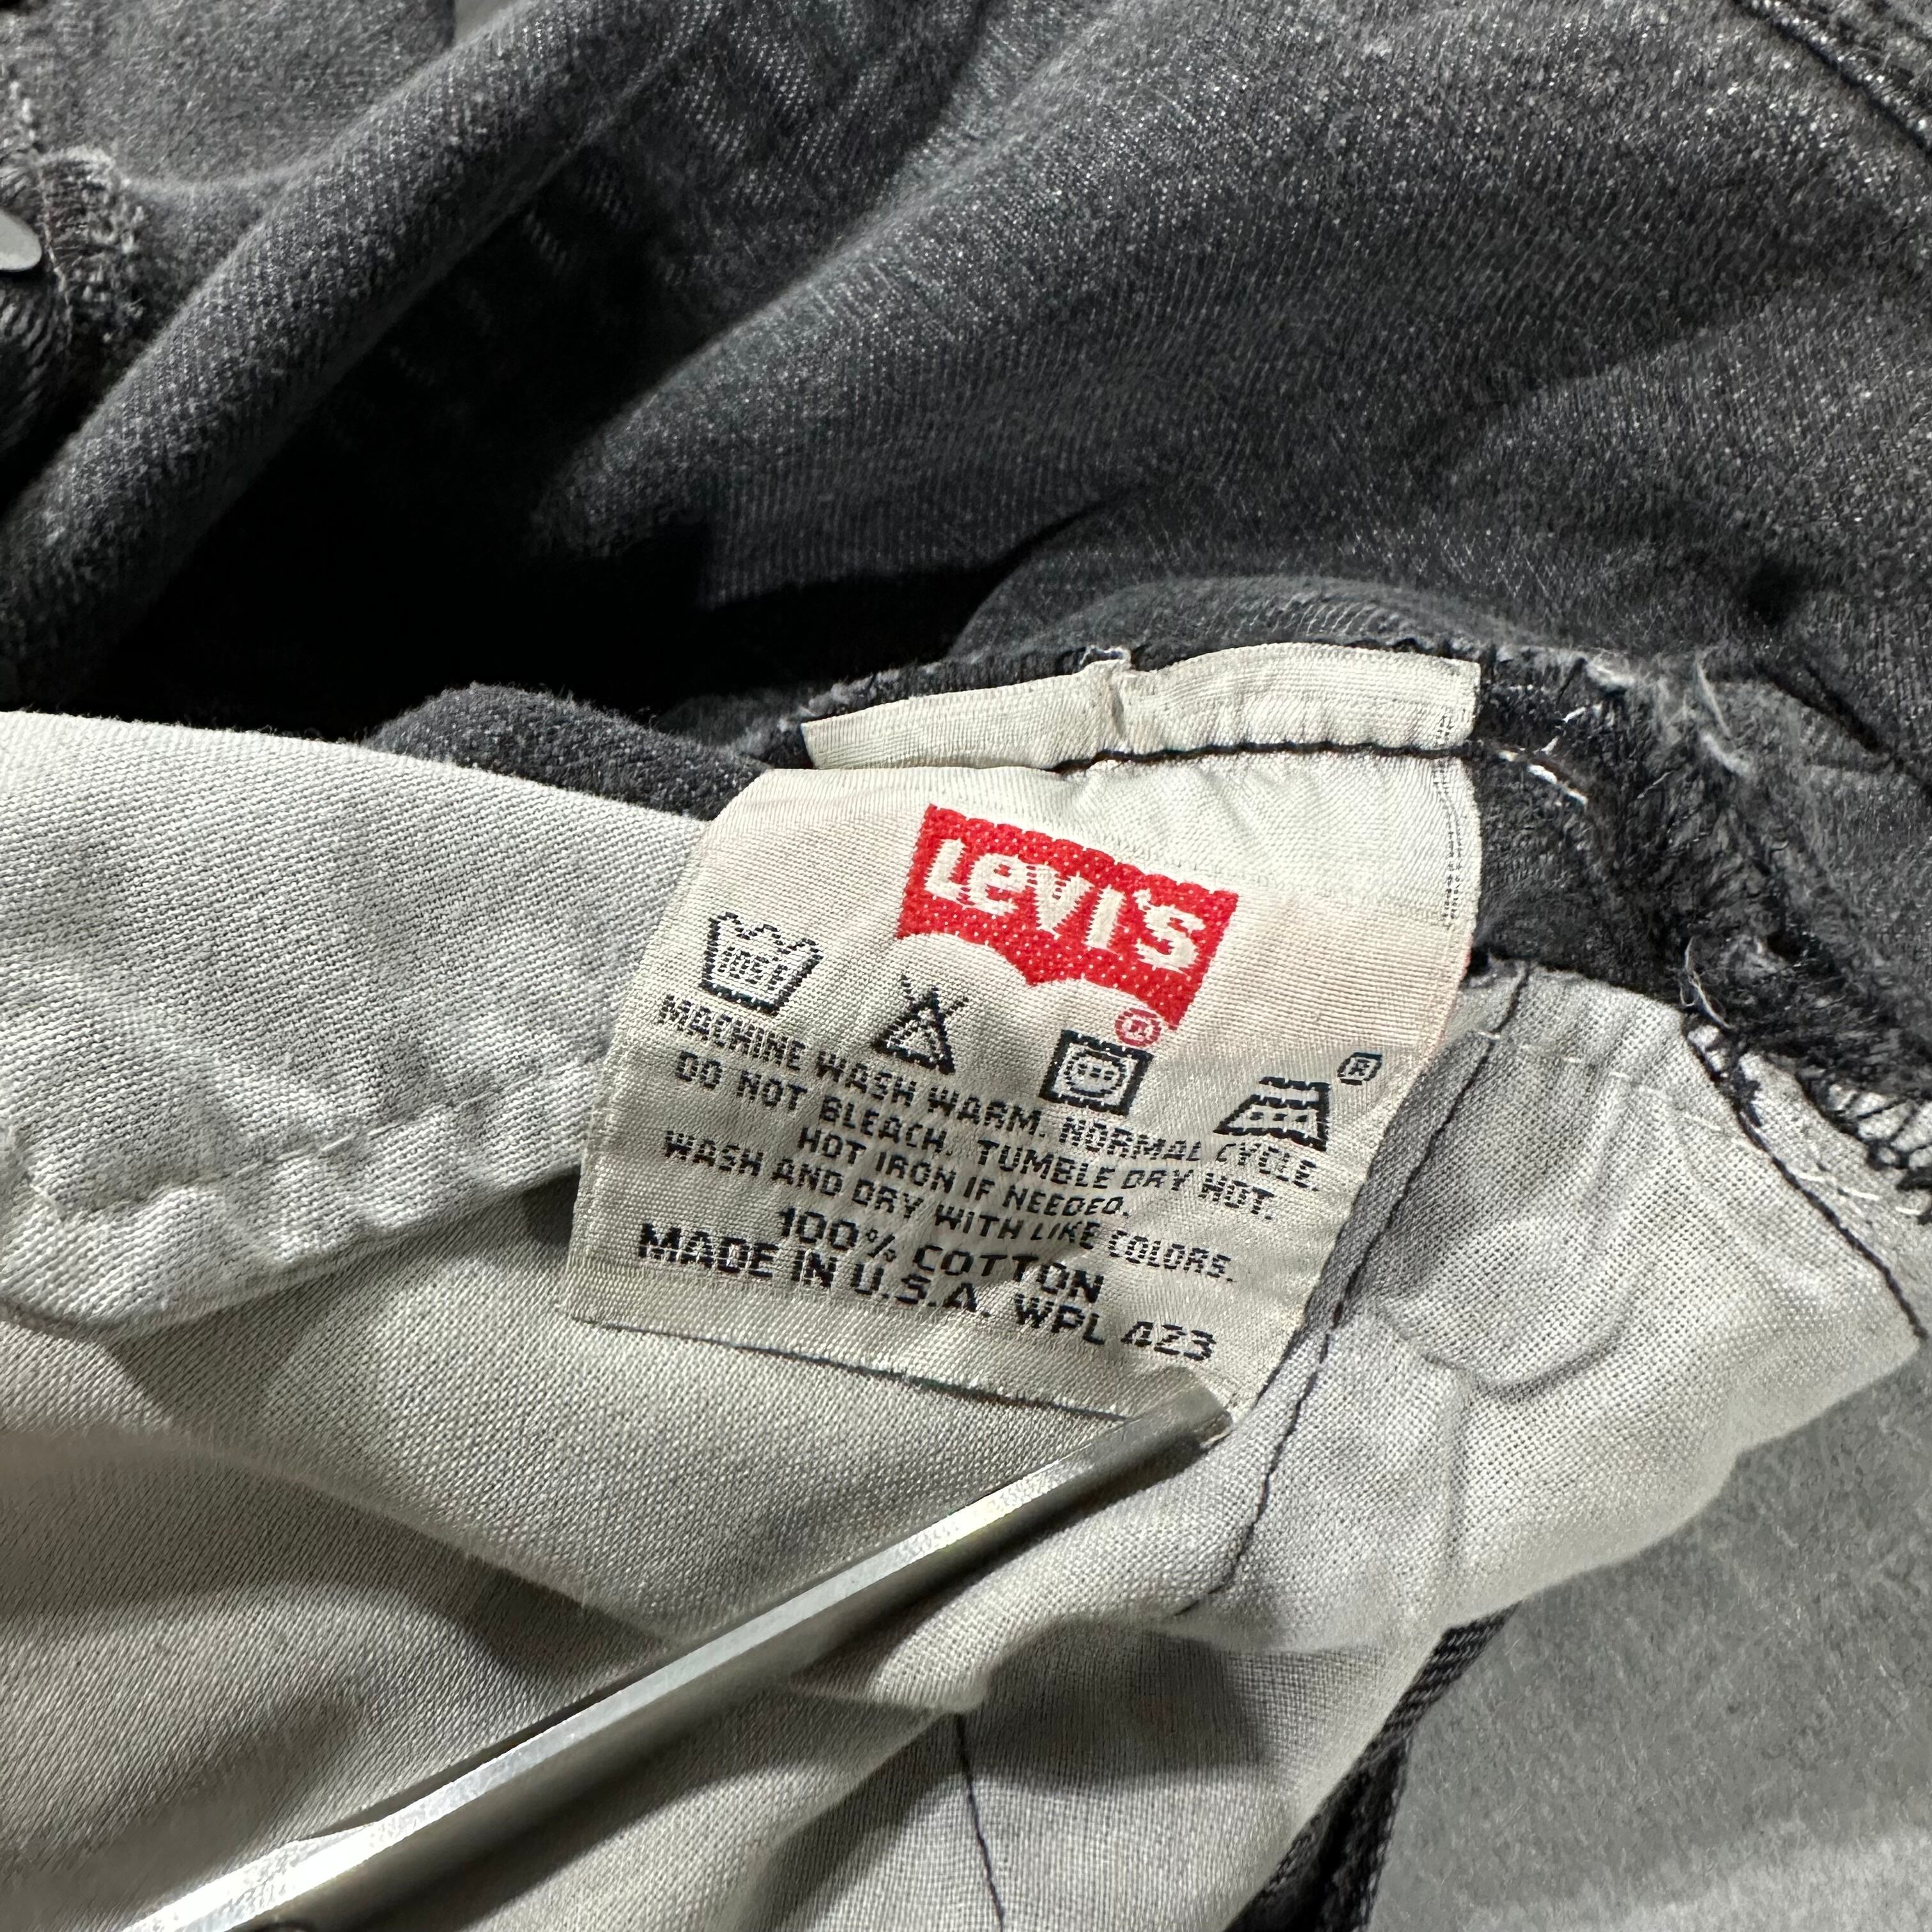 Levi's
®
105F
®
MACHINE WASH WARM. NORMAL CYCLE.
DO NOT BLEACH. TUMBLE DRY HOT.
HOT IRON IF NEEDED.
WASH AND DRY WITH LIKE COLORS.
100% COTTON
MADE IN U.S.A. WPL 423